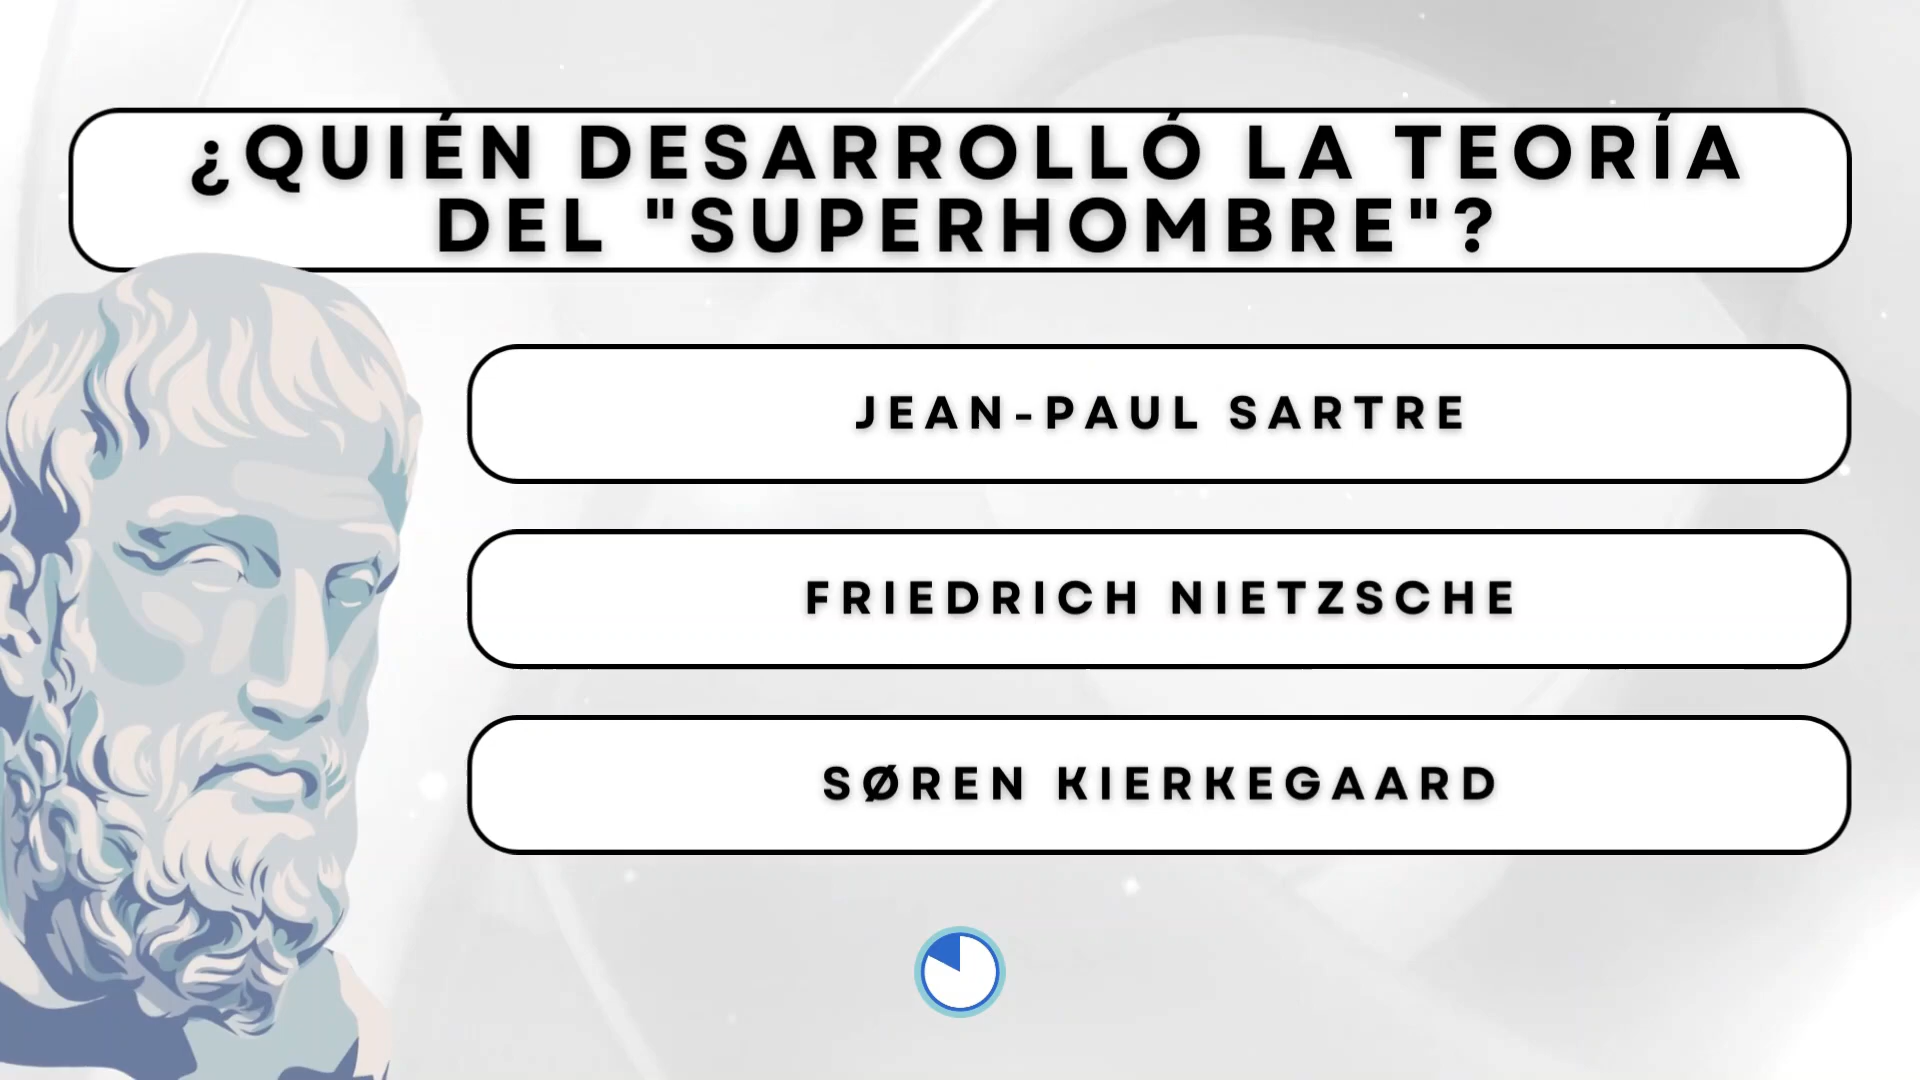 ¿QUIÉN DESARROLLÓ LA TEORÍA
DEL "SUPERHOMBRE"?
JEAN-PAUL SARTRE
FRIEDRICH NIETZSCHE
SØREN KIERKEGAARD